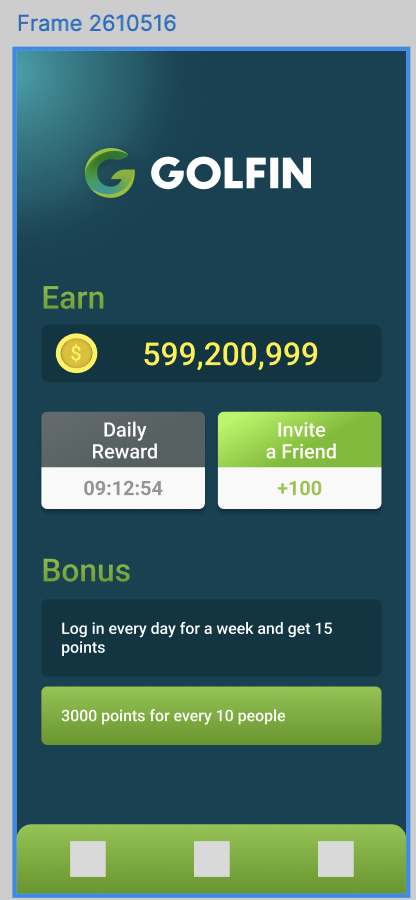 Frame 2610516
GOLFIN
Earn
$
599,200,999
Daily
Reward
09:12:54
Invite
a Friend
+100
Bonus
Log in every day for a week and get 15
points
3000 points for every 10 people